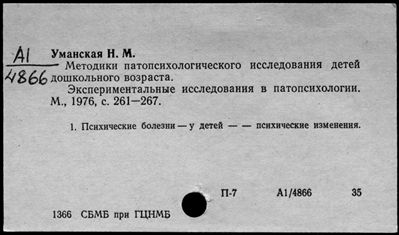 А1
4866
Уманская Н. М.
Методики патопсихологического исследования детей
дошкольного возраста.
Экспериментальные исследования в патопсихологии.
М., 1976, с. 261—267.
1. Психические болезни — у детей — — психические изменения.
П-7 А1/4866 35
1366 СБМБ при ГЦНМБ